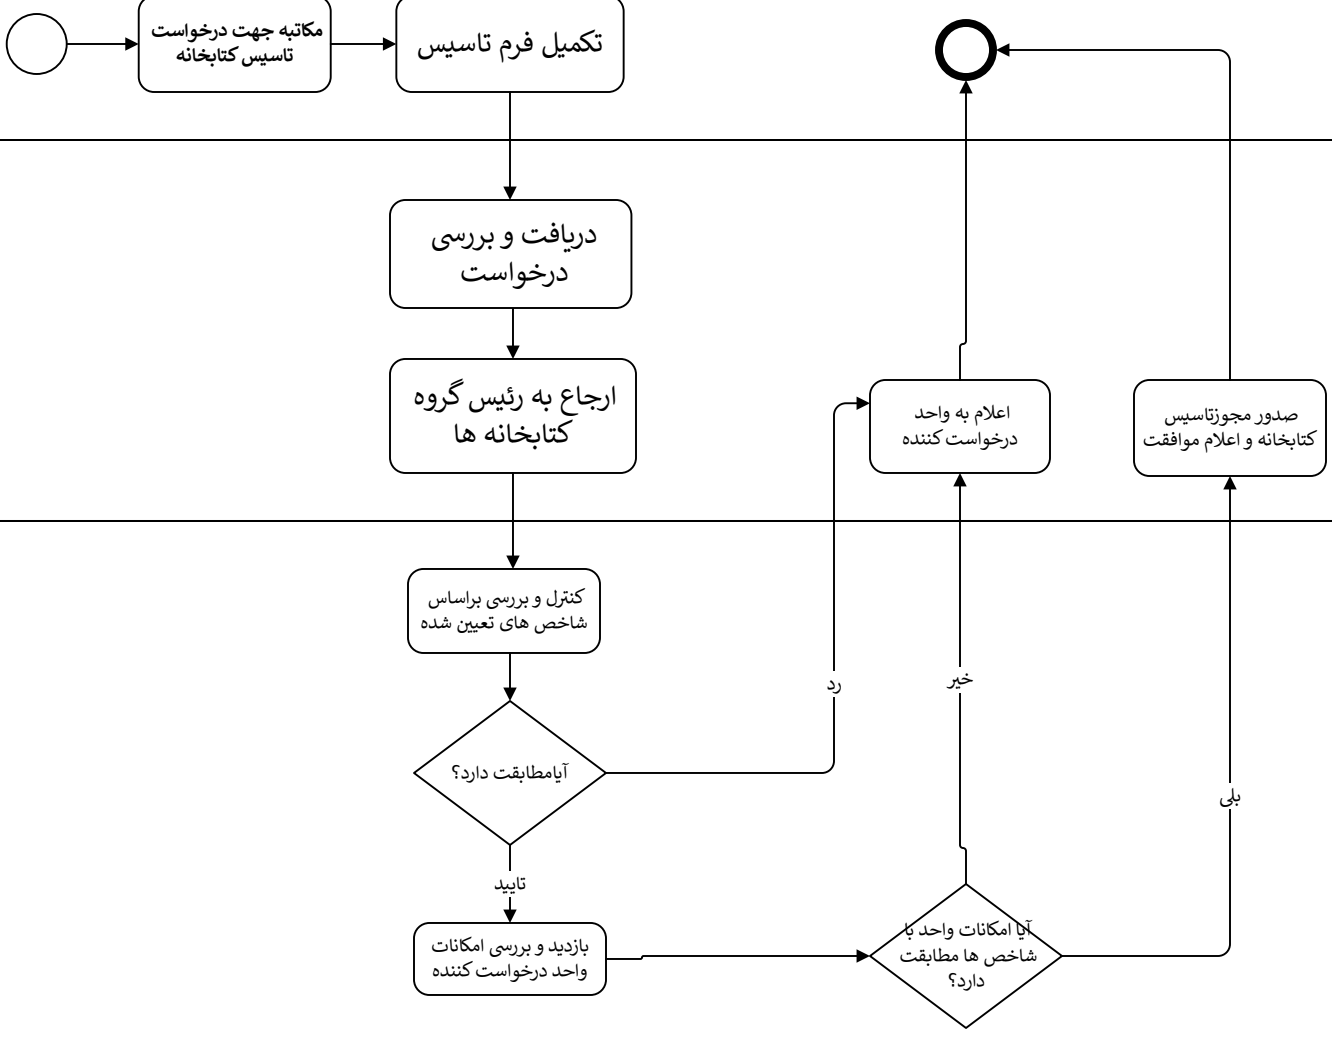 مکاتبه جهت درخواست
تاسیس کتابخانه
تکمیل فرم تاسیس
دریافت و بررسی
درخواست
ارجاع به رئیس گروه
کتابخانه ها
اعلام به واحد
درخواست کننده
صدور مجوزتاسیس
کتابخانه و اعلام موافقت
کنترل و بررسی براساس
شاخص های تعیین شده
رد
خیر
آیامطابقت دارد؟
بلی
تایید
بازدید و بررسی امکانات
واحد درخواست کننده
آیا امکانات واحد با
شاخص ها مطابقت
دارد؟